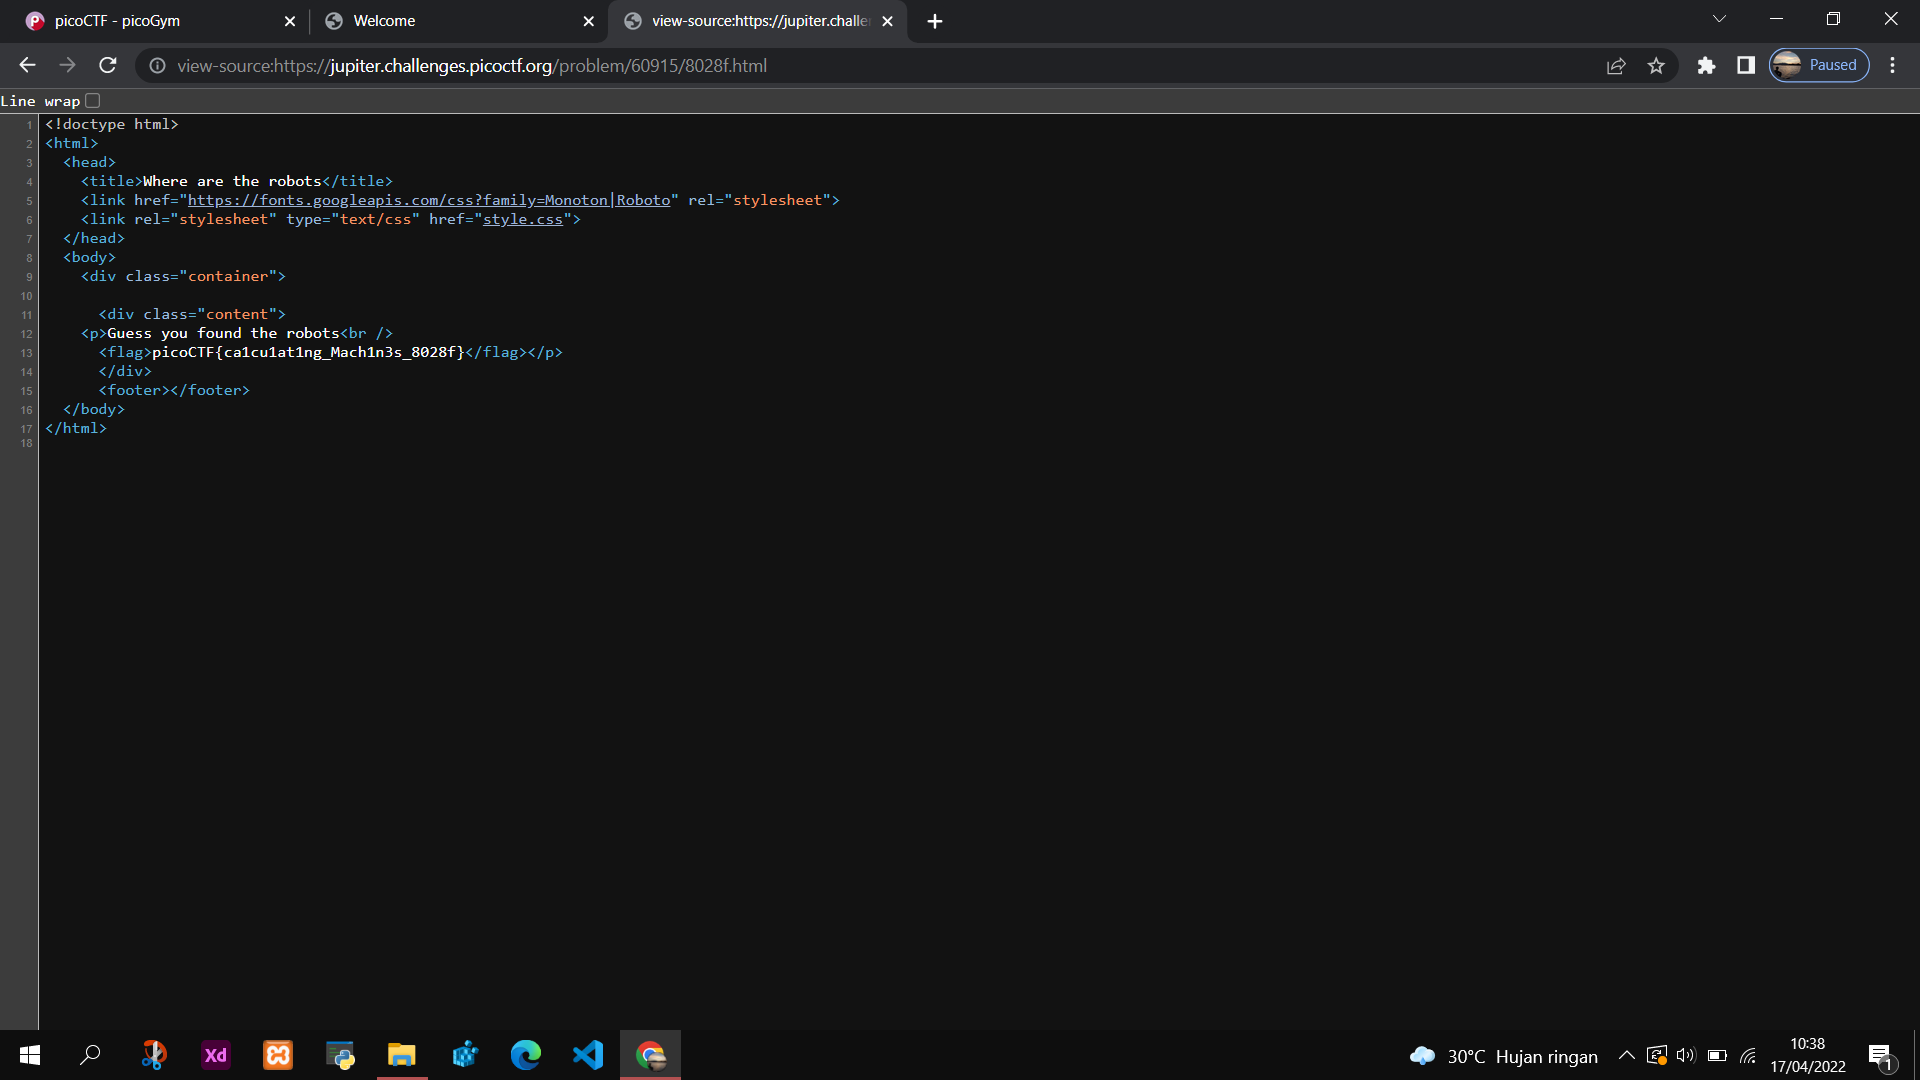 picoCTF - picoGym
Welcome
view-source:https://jupiter.challe
view-source:https://jupiter.challenges.picoctf.org/problem/60915/8028f.html
Paused
Line wrap
1 <!doctype html>
2 <html>
3 <head>
4 <title>Where are the robots</title>
5 <link href="https://fonts.googleapis.com/css?family=Monoton|Roboto" rel="stylesheet">
6 <link rel="stylesheet" type="text/css" href="style.css">
7 </head>
8 <body>
9 <div class="container">
10
11 <div class="content">
12 <p>Guess you found the robots<br />
13 <flag>picoCTF{ca1cu1at1ng_Mach1n3s_8028f}</flag></p>
14 </div>
15 <footer></footer>
16 </body>
17 </html>
18
Xd
30°C Hujan ringan
10:38
17/04/2022
1